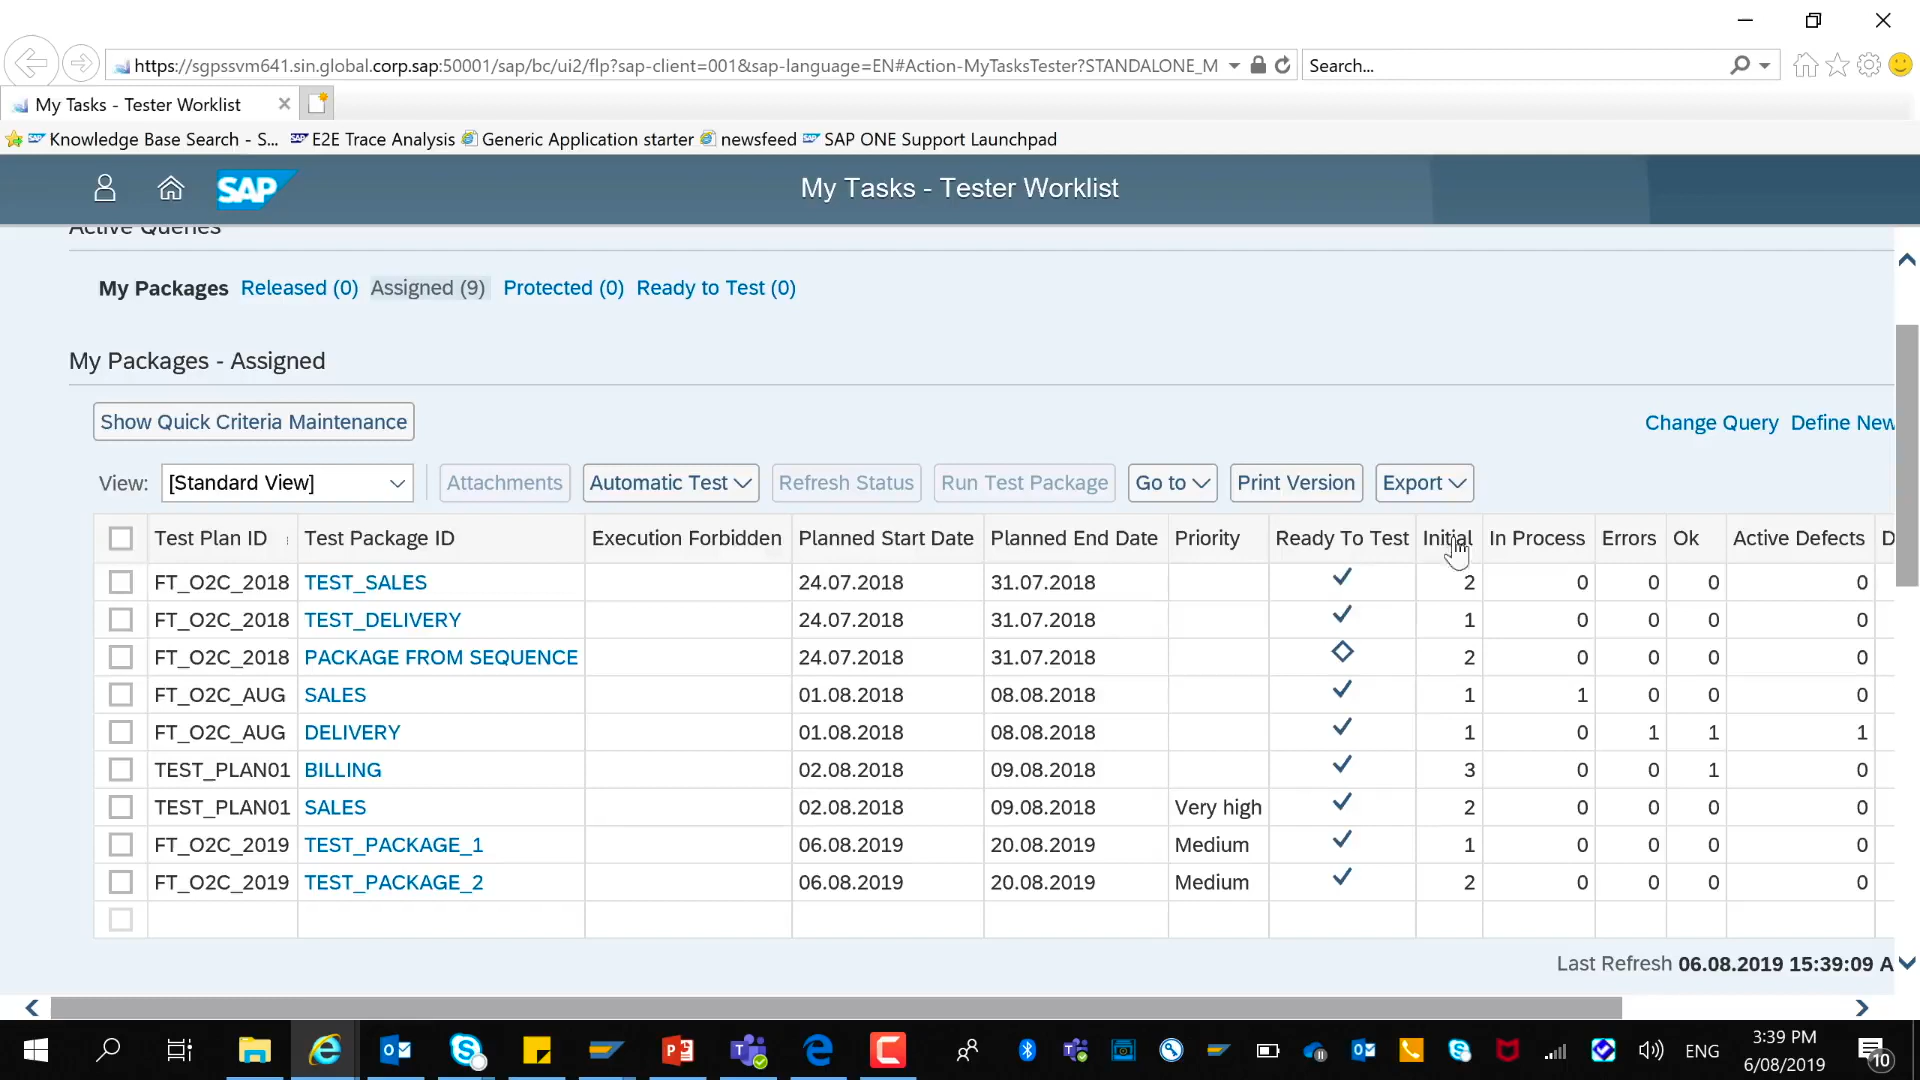 https://sgpssvm641.sin.global.corp.sap:50001/sap/bc/ui2/flp?sap-client=001&sap-language=EN#Action-MyTasksTester?STANDALONE_M Search...
My Tasks - Tester Worklist
Knowledge Base Search - S... E2E Trace Analysis Generic Application starter newsfeed SAP ONE Support Launchpad
SAP My Tasks - Tester Worklist
Active Queries
My Packages Released (0) Assigned (9) Protected (0) Ready to Test (0)
My Packages - Assigned
Show Quick Criteria Maintenance Change Query Define New
View: [Standard View] Attachments Automatic Test Refresh Status Run Test Package Go to Print Version Export
Test Plan ID Test Package ID Execution Forbidden Planned Start Date Planned End Date Priority Ready To Test Initial In Process Errors Ok Active Defects D
FT_O2C_2018 TEST_SALES 24.07.2018 31.07.2018 2 0 0 0 0
FT_O2C_2018 TEST_DELIVERY 24.07.2018 31.07.2018 1 0 0 0 0
FT_O2C_2018 PACKAGE FROM SEQUENCE 24.07.2018 31.07.2018 2 0 0 0 0
FT_O2C_AUG SALES 01.08.2018 08.08.2018 1 1 0 0 0
FT_O2C_AUG DELIVERY 01.08.2018 08.08.2018 1 0 1 1 1
TEST_PLAN01 BILLING 02.08.2018 09.08.2018 3 0 0 1 0
TEST_PLAN01 SALES 02.08.2018 09.08.2018 Very high 2 0 0 0 0
FT_O2C_2019 TEST_PACKAGE_1 06.08.2019 20.08.2019 Medium 1 0 0 0 0
FT_O2C_2019 TEST_PACKAGE_2 06.08.2019 20.08.2019 Medium 2 0 0 0 0
Last Refresh 06.08.2019 15:39:09 A
ENG 3:39 PM
6/08/2019 10